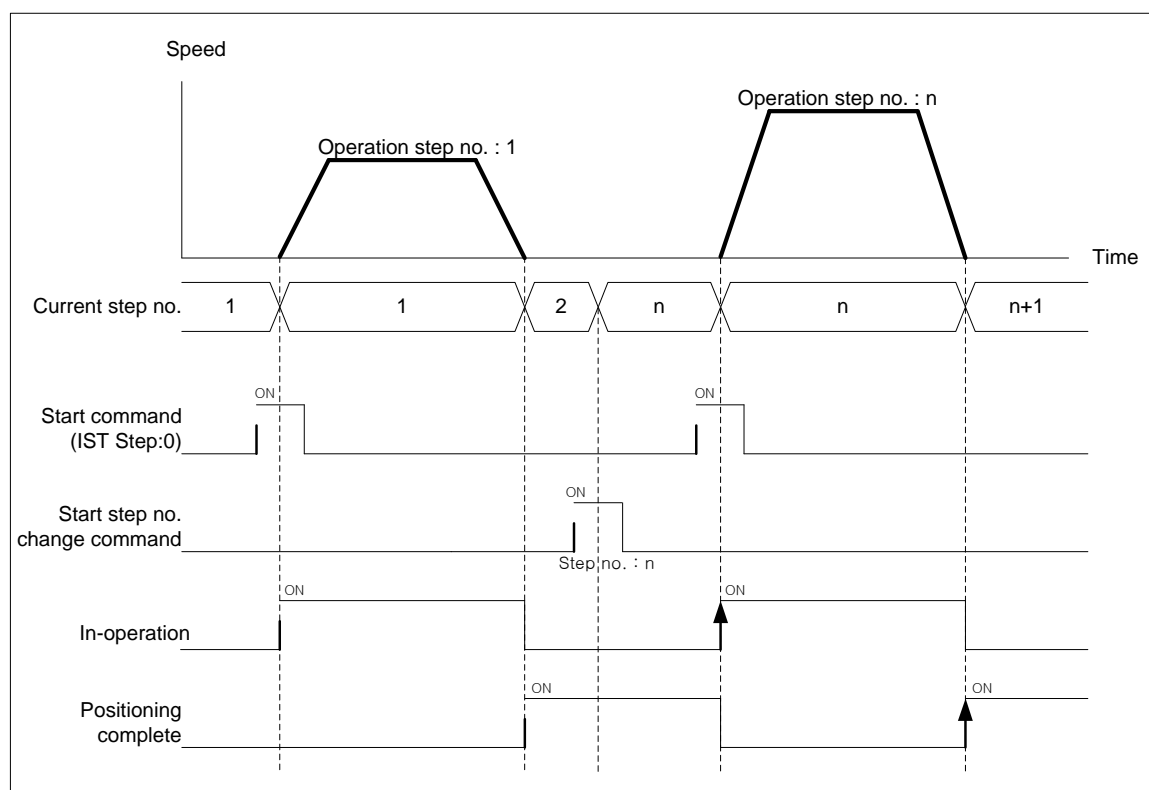 Speed
Operation step no. : n
Operation step no. : 1
Time
Current step no.
1
1
2
n
n
n+1
ON
ON
Start command
(IST Step:0)
ON
Start step no.
change command
Step no. : n
ON
ON
In-operation
ON
ON
Positioning
complete